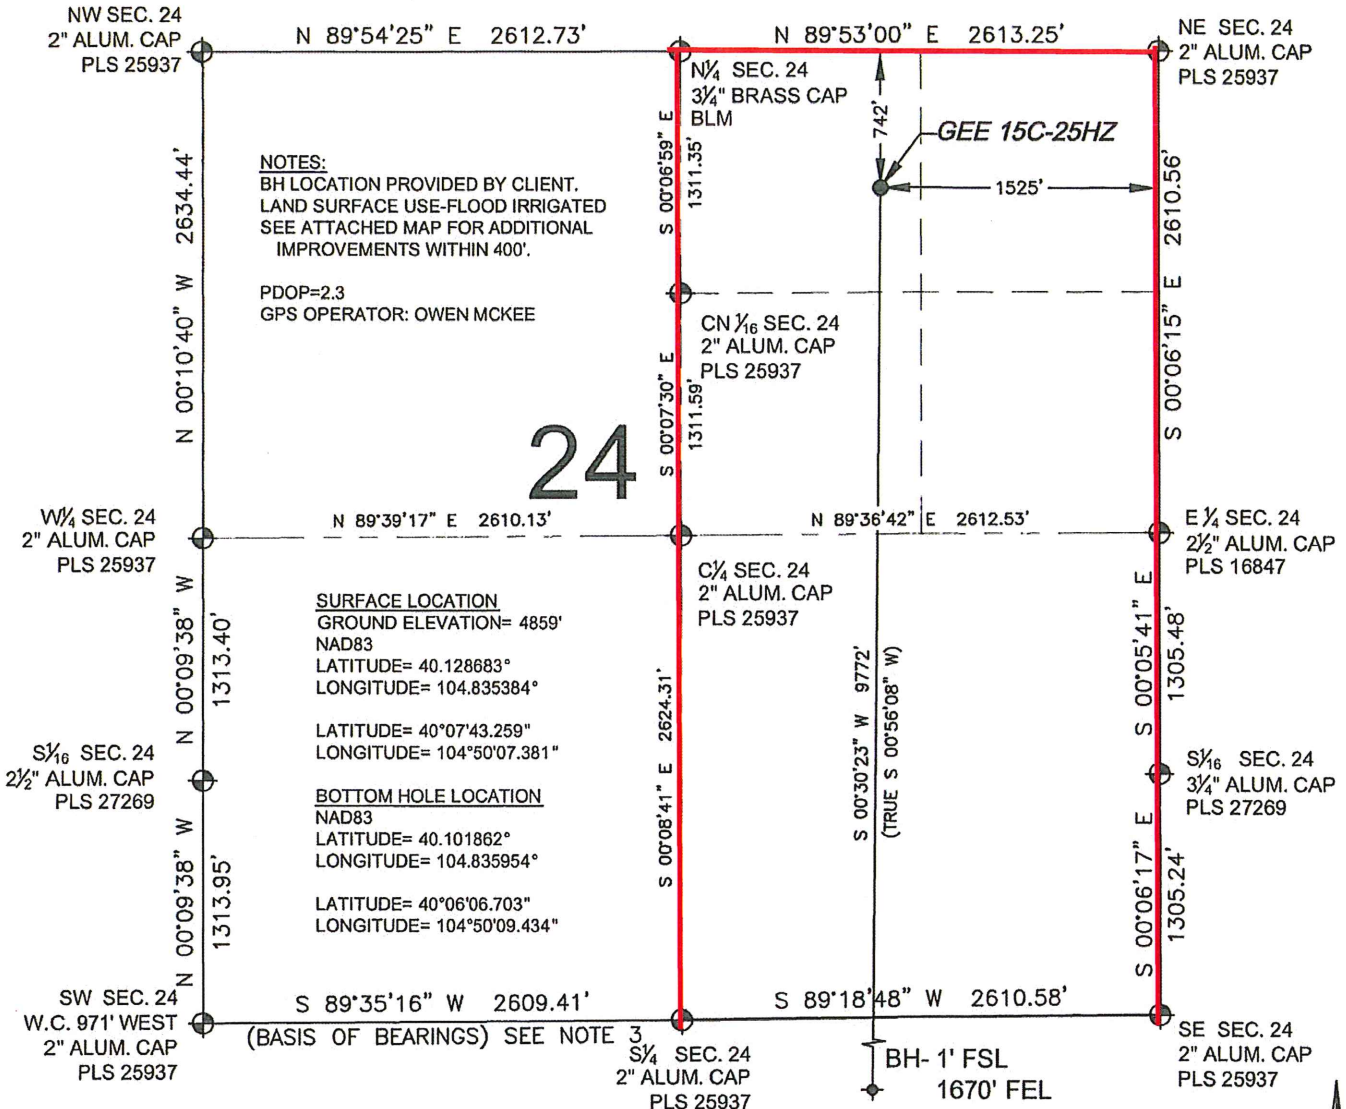 NW SEC. 24
2" ALUM. CAP
PLS 25937
N 89°54'25" E 2612.73'
N 89°53'00" E 2613.25'
NE SEC. 24
2" ALUM. CAP
PLS 25937
N¼ SEC. 24
3¼" BRASS CAP
BLM
742'
GEE 15C-25HZ
1525'
N 00°10'40" W 2634.44'
NOTES:
BH LOCATION PROVIDED BY CLIENT.
LAND SURFACE USE-FLOOD IRRIGATED
SEE ATTACHED MAP FOR ADDITIONAL
IMPROVEMENTS WITHIN 400'.
PDOP=2.3
GPS OPERATOR: OWEN MCKEE
S 00°06'59" E
1311.35'
S 00°06'15" E 2610.56'
CN 1/16 SEC. 24
2" ALUM. CAP
PLS 25937
S 00°07'30" E
1311.59'
24
W¼ SEC. 24
2" ALUM. CAP
PLS 25937
N 89°39'17" E 2610.13'
N 89°36'42" E 2612.53'
E ¼ SEC. 24
2½" ALUM. CAP
PLS 16847
C¼ SEC. 24
2" ALUM. CAP
PLS 25937
N 00°09'38" W
1313.40'
SURFACE LOCATION
GROUND ELEVATION= 4859'
NAD83
LATITUDE= 40.128683°
LONGITUDE= 104.835384°
LATITUDE= 40°07'43.259"
LONGITUDE= 104°50'07.381"
S 00°08'41" E 2624.31'
S 00°30'23" W 9772'
(TRUE S 00°56'08" W)
S 00°05'41" E
1305.48'
S1/16 SEC. 24
2½" ALUM. CAP
PLS 27269
S1/16 SEC. 24
3¼" ALUM. CAP
PLS 27269
BOTTOM HOLE LOCATION
NAD83
LATITUDE= 40.101862°
LONGITUDE= 104.835954°
LATITUDE= 40°06'06.703"
LONGITUDE= 104°50'09.434"
N 00°09'38" W
1313.95'
S 00°06'17" E
1305.24'
SW SEC. 24
W.C. 971' WEST
2" ALUM. CAP
PLS 25937
S 89°35'16" W 2609.41'
(BASIS OF BEARINGS) SEE NOTE 3
S 89°18'48" W 2610.58'
S¼ SEC. 24
2" ALUM. CAP
PLS 25937
BH- 1' FSL
1670' FEL
SE SEC. 24
2" ALUM. CAP
PLS 25937